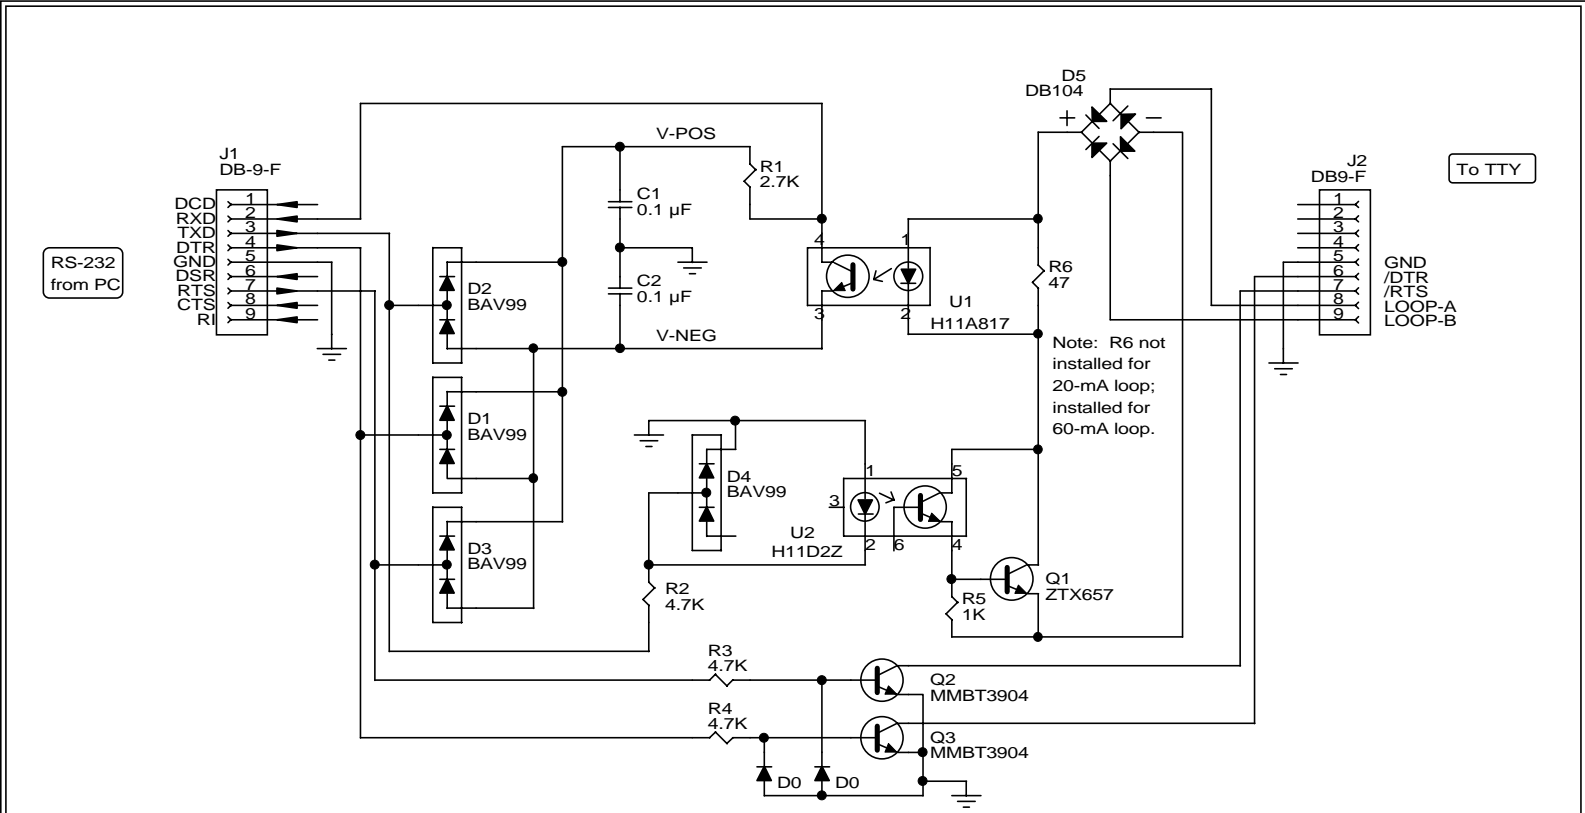 D5
DB104
+
−
V-POS
J1
DB-9-F
R1
2.7K
J2
DB9-F
To TTY
C1
0.1 µF
DCD 1
RXD 2
TXD 3
DTR 4
GND 5
DSR 6
RTS 7
CTS 8
RI 9
1
2
3
4
5 GND
6 /DTR
7 /RTS
8 LOOP-A
9 LOOP-B
RS-232
from PC
4
1
D2
BAV99
C2
0.1 µF
R6
47
3
2
U1
H11A817
V-NEG
Note: R6 not
installed for
20-mA loop;
installed for
60-mA loop.
D1
BAV99
D4
BAV99
1
5
3
2
6
4
U2
H11D2Z
D3
BAV99
R2
4.7K
R5
1K
Q1
ZTX657
R3
4.7K
Q2
MMBT3904
R4
4.7K
Q3
MMBT3904
D0
D0